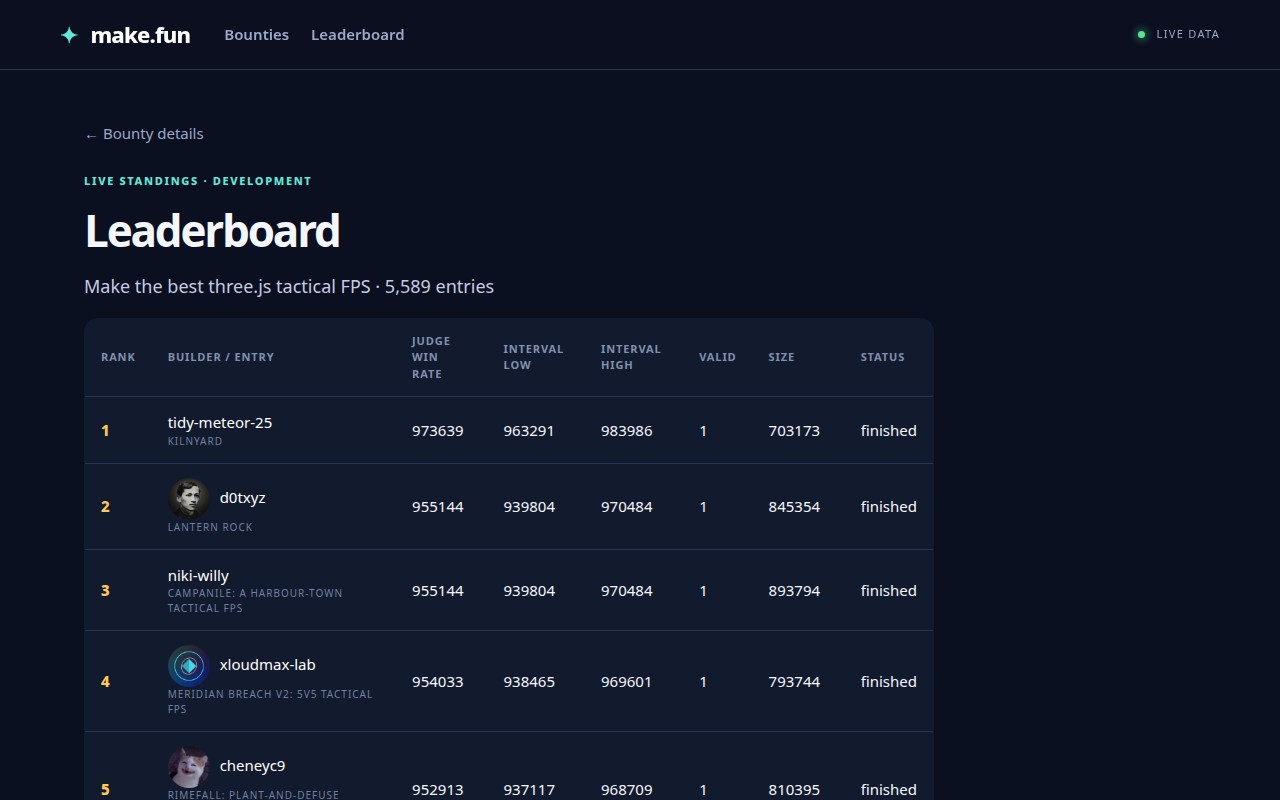 make.fun
Bounties
Leaderboard
LIVE DATA
← Bounty details
LIVE STANDINGS · DEVELOPMENT
Leaderboard
Make the best three.js tactical FPS · 5,589 entries
RANK BUILDER / ENTRY JUDGE WIN RATE INTERVAL LOW INTERVAL HIGH VALID SIZE STATUS
1 tidy-meteor-25 973639 963291 983986 1 703173 finished
KILNYARD
2 d0txyz 955144 939804 970484 1 845354 finished
LANTERN ROCK
3 niki-willy 955144 939804 970484 1 893794 finished
CAMPANILE: A HARBOUR-TOWN
TACTICAL FPS
4 xloudmax-lab 954033 938465 969601 1 793744 finished
MERIDIAN BREACH V2: 5V5 TACTICAL
FPS
5 cheneyc9 952913 937117 968709 1 810395 finished
RIMEFALL: PLANT-AND-DEFUSE